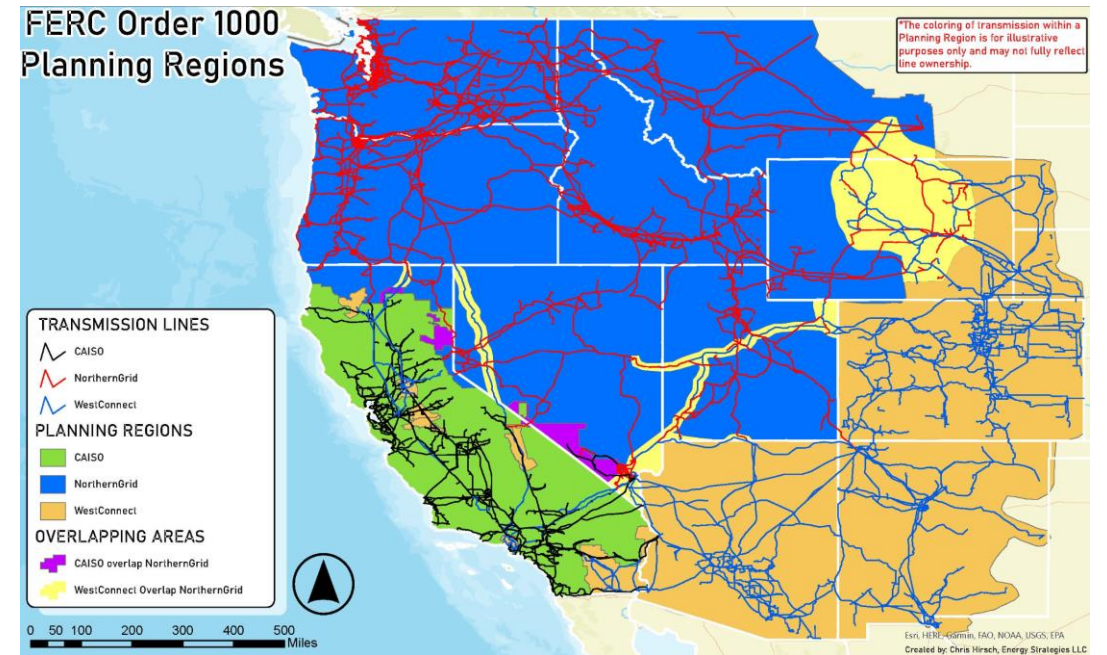 FERC Order 1000
Planning Regions
*The coloring of transmission within a
Planning Region is for illustrative
purposes only and may not fully reflect
line ownership.
TRANSMISSION LINES
CAISO
NorthernGrid
WestConnect
PLANNING REGIONS
CAISO
NorthernGrid
WestConnect
OVERLAPPING AREAS
CAISO overlap NorthernGrid
WestConnect Overlap NorthernGrid
0 50 100 200 300 400 500
Miles
Esri, HERE, Garmin, FAO, NOAA, USGS, EPA
Created by: Chris Hirsch, Energy Strategies LLC